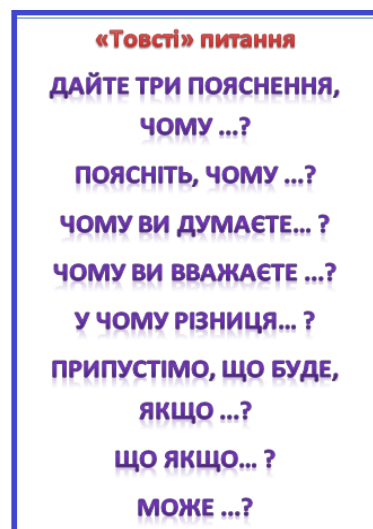 «Товсті» питання
ДАЙТЕ ТРИ ПОЯСНЕННЯ,
ЧОМУ ...?
ПОЯСНІТЬ, ЧОМУ ...?
ЧОМУ ВИ ДУМАЄТЕ... ?
ЧОМУ ВИ ВВАЖАЄТЕ ...?
У ЧОМУ РІЗНИЦЯ... ?
ПРИПУСТІМО, ЩО БУДЕ,
ЯКЩО ...?
ЩО ЯКЩО... ?
МОЖЕ ...?